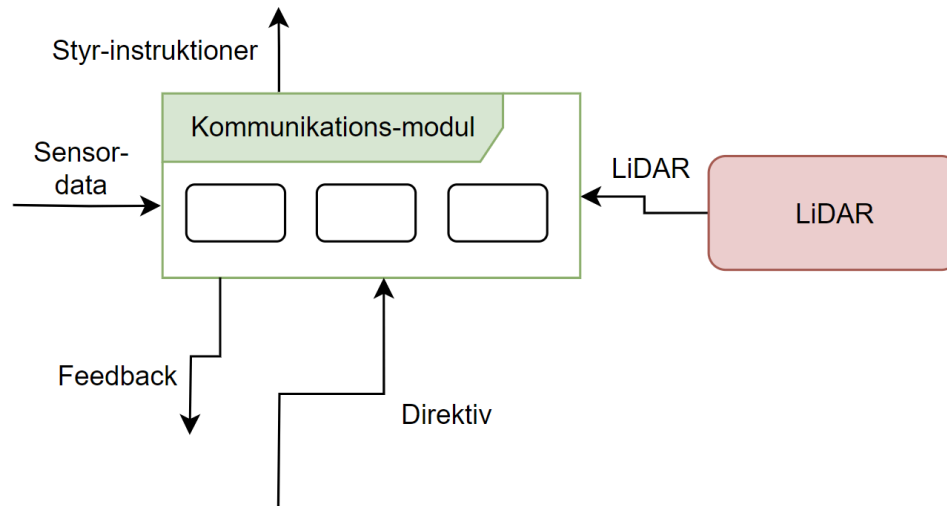 Styr-instruktioner
Kommunikations-modul
Sensor-
data
LiDAR
LiDAR
Feedback
Direktiv